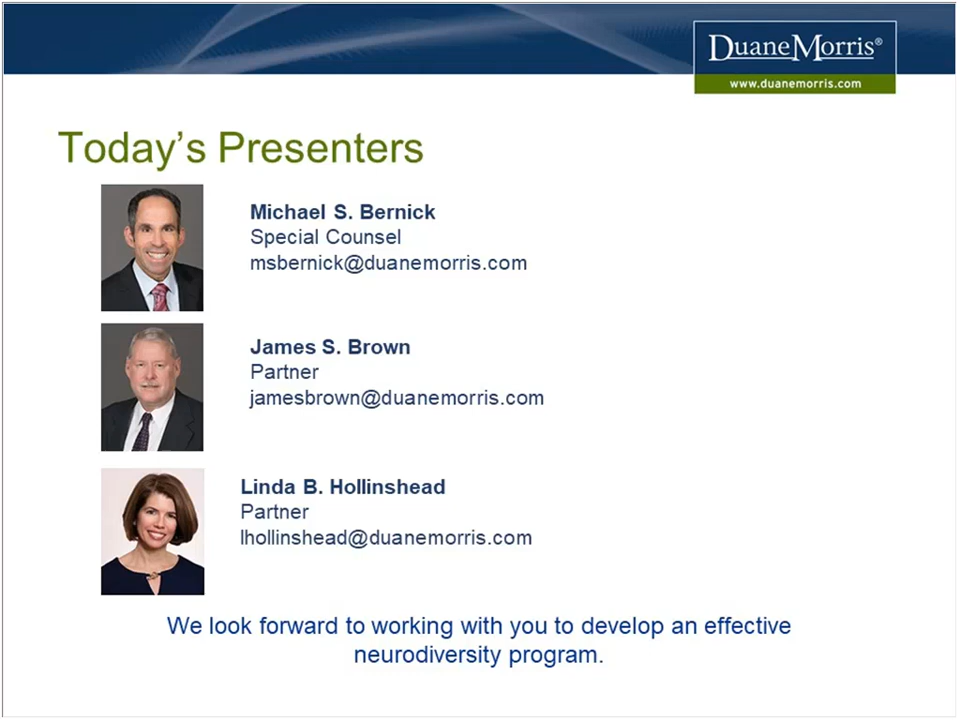 DuaneMorris®
www.duanemorris.com
Today’s Presenters
Michael S. Bernick
Special Counsel
msbernick@duanemorris.com
James S. Brown
Partner
jamesbrown@duanemorris.com
Linda B. Hollinshead
Partner
lhollinshead@duanemorris.com
We look forward to working with you to develop an effective
neurodiversity program.